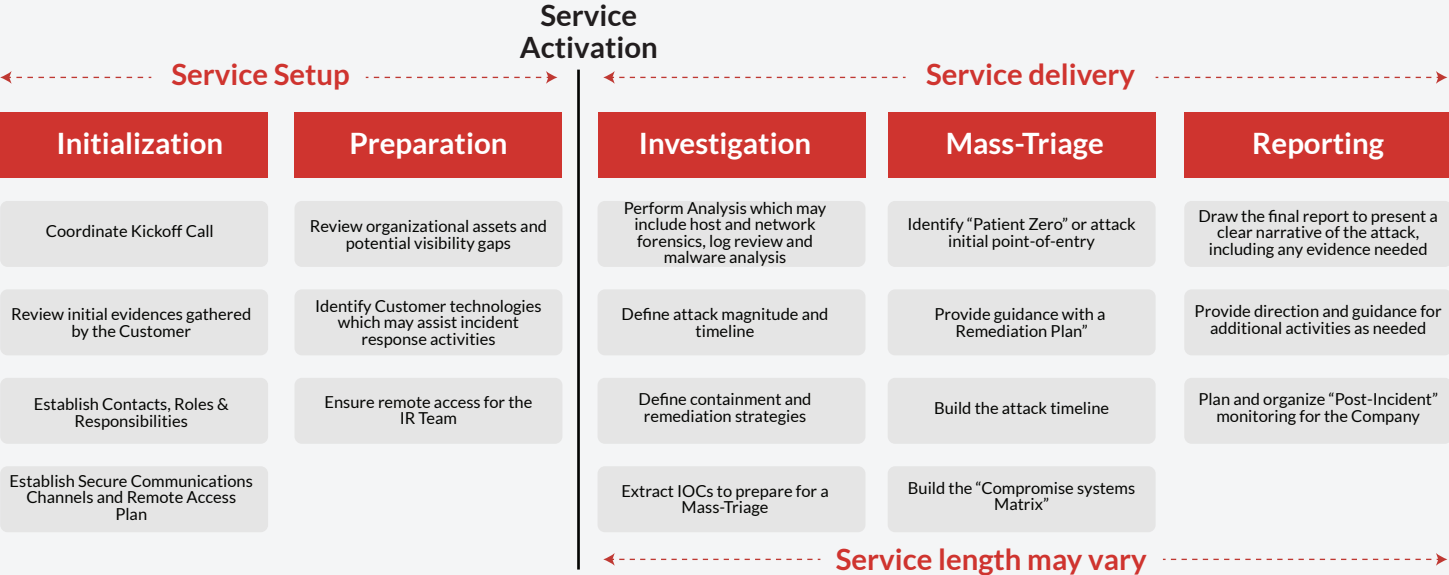 Service
Activation
Service Setup
Service delivery
Initialization
Preparation
Investigation
Mass-Triage
Reporting
Coordinate Kickoff Call
Review initial evidences gathered
by the Customer
Establish Contacts, Roles &
Responsibilities
Establish Secure Communications
Channels and Remote Access
Plan
Review organizational assets and
potential visibility gaps
Identify Customer technologies
which may assist incident
response activities
Ensure remote access for the
IR Team
Perform Analysis which may
include host and network
forensics, log review and
malware analysis
Define attack magnitude and
timeline
Define containment and
remediation strategies
Extract IOCs to prepare for a
Mass-Triage
Identify “Patient Zero” or attack
initial point-of-entry
Provide guidance with a
Remediation Plan”
Build the attack timeline
Build the “Compromise systems
Matrix”
Draw the final report to present a
clear narrative of the attack,
including any evidence needed
Provide direction and guidance for
additional activities as needed
Plan and organize “Post-Incident”
monitoring for the Company
Service length may vary